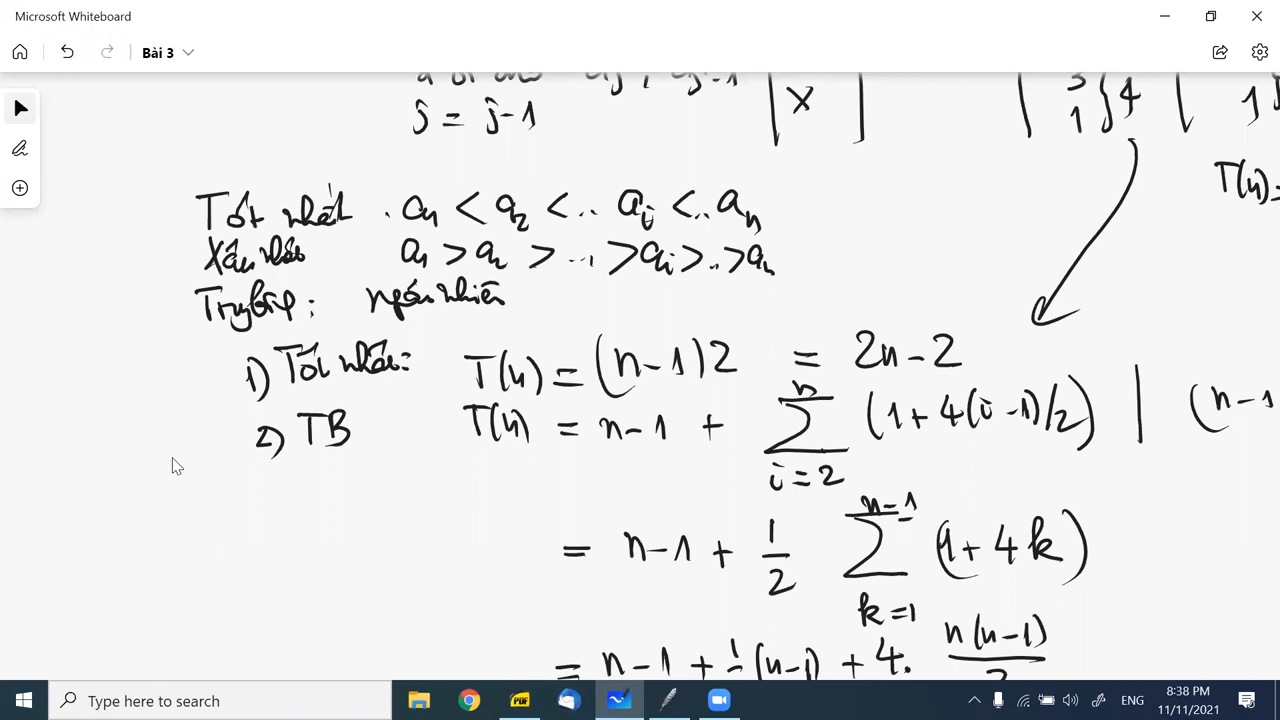 Microsoft Whiteboard
Bài 3
j = j-1
X
3
1 } 4
1 }
T(n)=
Tốt nhất . a1 < a2 < .. ai < .. an
Xấu nhất a1 > a2 > ... > ai > .. > an
Tr bình : ngẫu nhiên
1) Tốt nhất: T(n) = (n-1)2 = 2n-2
2) TB T(n) = n-1 + n∑i=2 (1+4(i-1)/2) | (n-1
= n-1 + 1/2 n-1∑k=1 (1+4k)
= n-1 + 1/ (n-1) + 4. n(n-1)/2
Type here to search
ENG
8:38 PM
11/11/2021